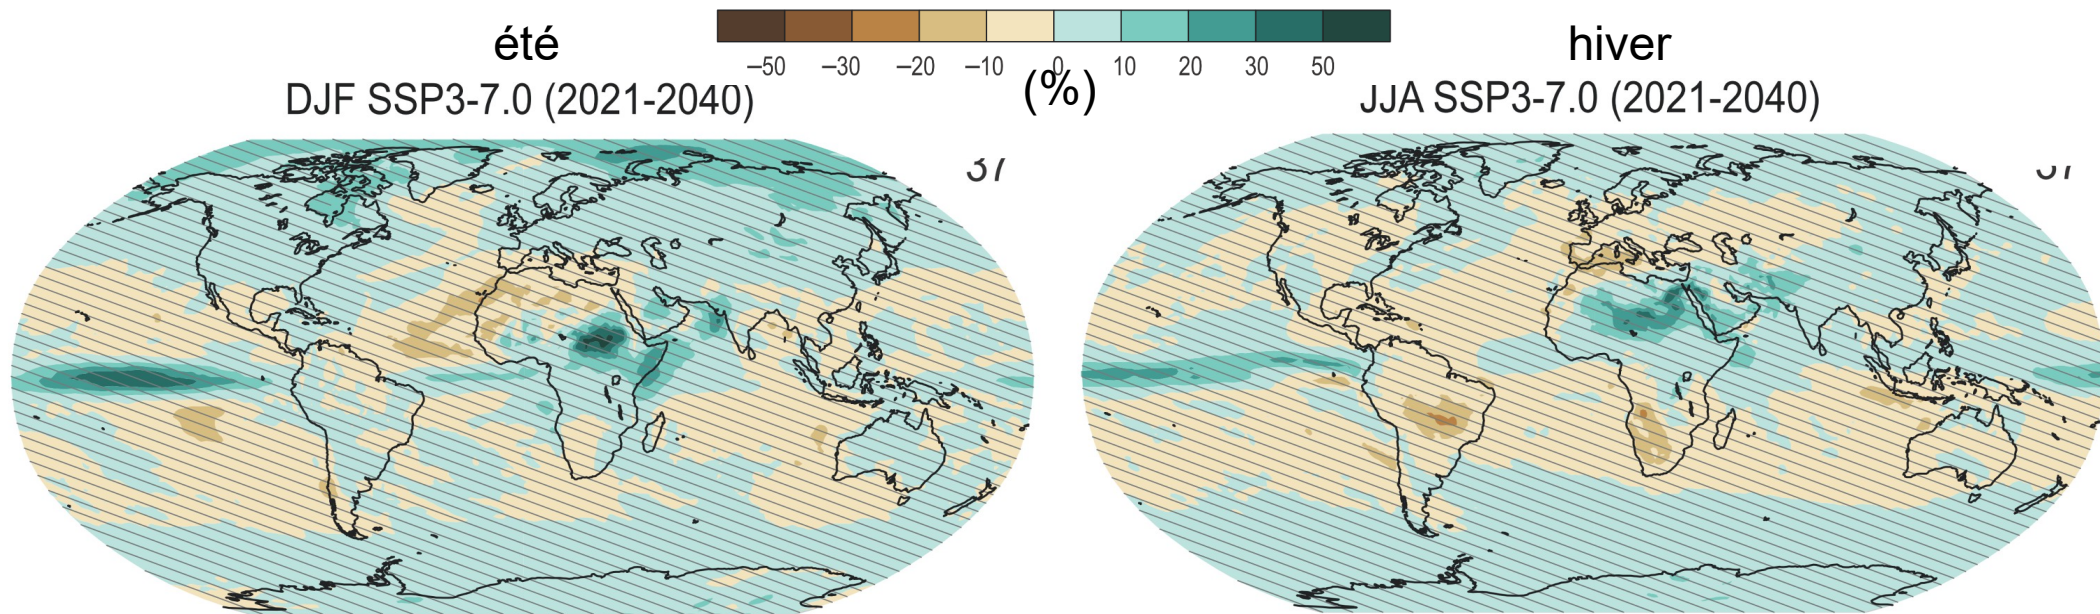 été
hiver
–50 –30 –20 –10 0 10 20 30 50
(%)
DJF SSP3-7.0 (2021-2040)
JJA SSP3-7.0 (2021-2040)
37